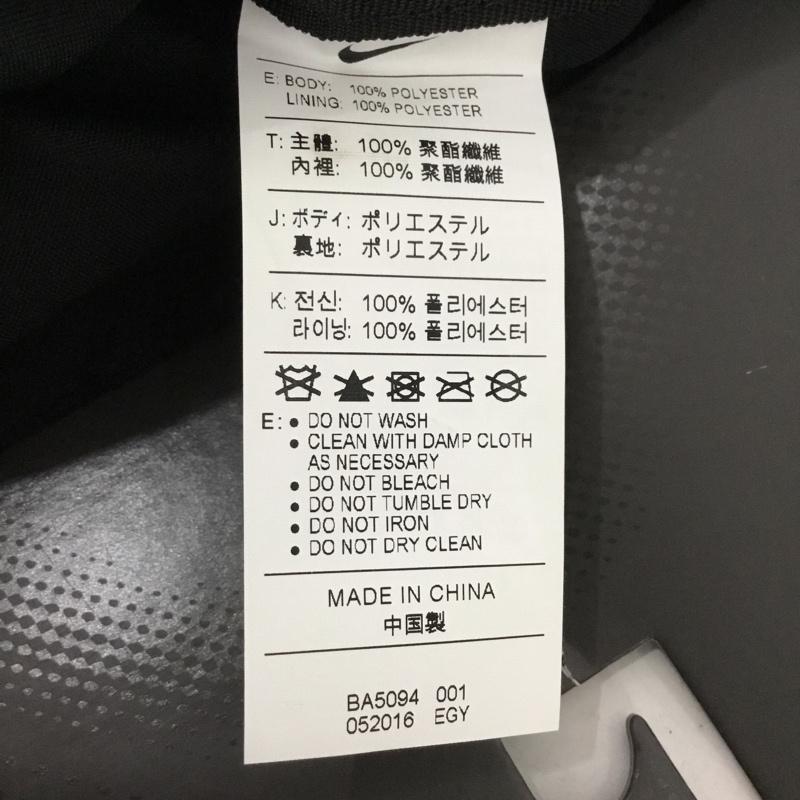 E: BODY: 100% POLYESTER
LINING: 100% POLYESTER
T: 主體: 100% 聚酯纖維
內裡: 100% 聚酯纖維
J: ボディ: ポリエステル
裏地: ポリエステル
K: 전신: 100% 폴리에스터
라이닝: 100% 폴리에스터
E: • DO NOT WASH
• CLEAN WITH DAMP CLOTH
AS NECESSARY
• DO NOT BLEACH
• DO NOT TUMBLE DRY
• DO NOT IRON
• DO NOT DRY CLEAN
MADE IN CHINA
中国製
BA5094 001
052016 EGY